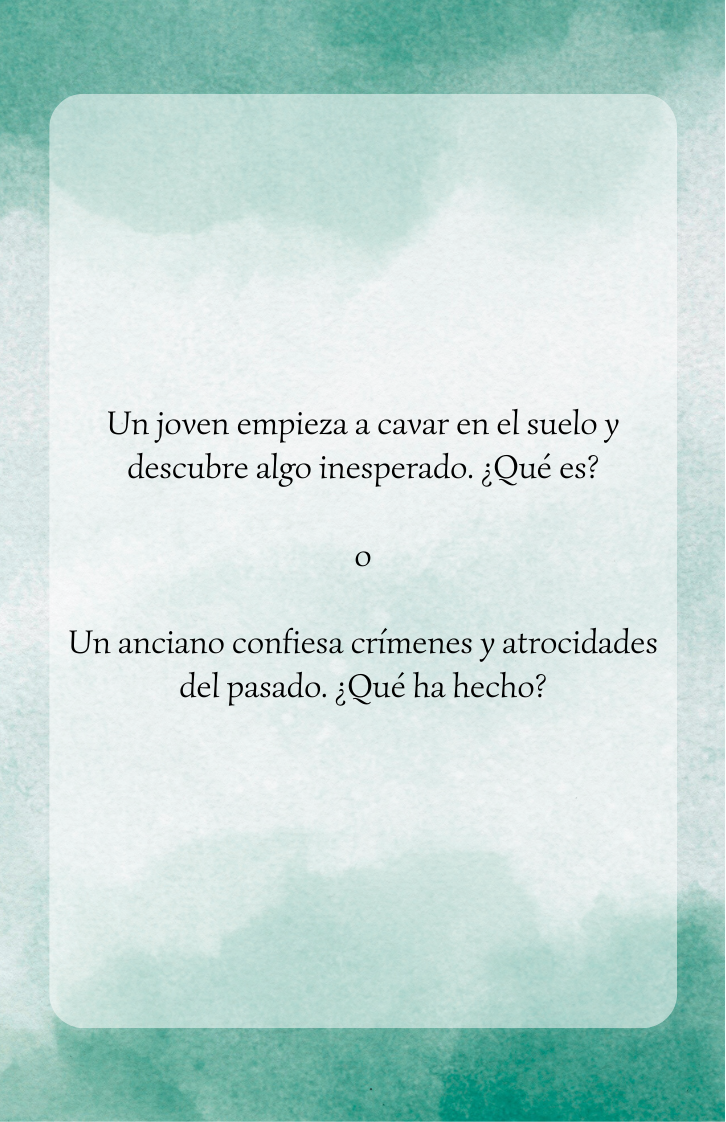 Un joven empieza a cavar en el suelo y
descubre algo inesperado. ¿Qué es?
o
Un anciano confiesa crímenes y atrocidades
del pasado. ¿Qué ha hecho?